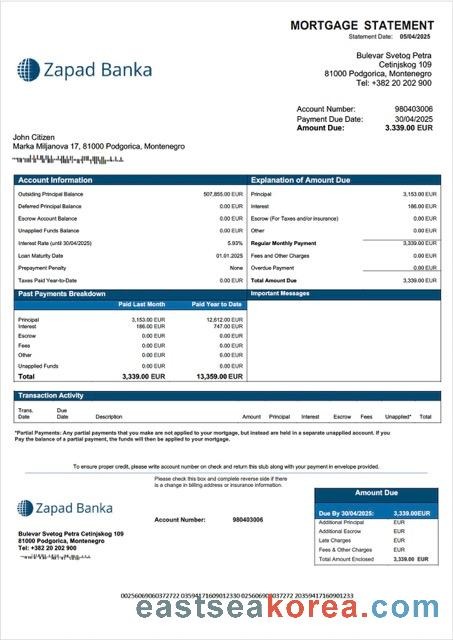 MORTGAGE STATEMENT
Statement Date: 05/04/2025
Zapad Banka
Bulevar Svetog Petra
Cetinjskog 109
81000 Podgorica, Montenegro
Tel: +382 20 202 900
Account Number: 980403006
Payment Due Date: 30/04/2025
Amount Due: 3.339.00 EUR
John Citizen
Marka Miljanova 17, 81000 Podgorica, Montenegro
Account Information
Outsiding Principal Balance 507,855.00 EUR
Deferred Principal Balance 0.00 EUR
Escrow Account Balance 0.00 EUR
Unapplied Funds Balance 0.00 EUR
Interest Rate (until 30/04/2025) 5.93%
Loan Maturity Date 01.01.2025
Prepayment Penalty None
Taxes Paid Year-to-Date 0.00 EUR
Explanation of Amount Due
Principal 3,153.00 EUR
Interest 186.00 EUR
Escrow (For Taxes and/or insurance) 0.00 EUR
Other 0.00 EUR
Regular Monthly Payment 3,339.00 EUR
Fees and Other Charges 0.00 EUR
Overdue Payment 0.00 EUR
Total Amount Due 3,339.00 EUR
Past Payments Breakdown
Paid Last Month Paid Year to Date
Principal 3,153.00 EUR 12,612.00 EUR
Interest 186.00 EUR 747.00 EUR
Escrow 0.00 EUR 0.00 EUR
Fees 0.00 EUR 0.00 EUR
Other 0.00 EUR 0.00 EUR
Unapplied Funds 0.00 EUR 0.00 EUR
Total 3,339.00 EUR 13,359.00 EUR
Important Messages
Transaction Activity
Trans. Date Due Date Description Amount Principal Interest Escrow Fees Unapplied* Total
*Partial Payments: Any partial payments that you make are not applied to your mortgage, but instead are held in a separate unapplied account. If you
Pay the balance of a partial payment, the funds will then be applied to your mortgage.
To ensure proper credit, please write account number on check and return this stub along with your payment in envelope provided.
Please check this box and complete reverse side if there
is a change in billing address or insurance information.
Zapad Banka
Account Number: 980403006
Bulevar Svetog Petra Cetinjskog 109
81000 Podgorica, Montenegro
Tel: +382 20 202 900
Amount Due
Due By 30/04/2025: 3,339.00EUR
Additional Principal EUR
Additional Escrow EUR
Late Charges EUR
Fees & Other Charges EUR
Total Amount Enclosed 3,339.00 EUR
eastseakorea.com